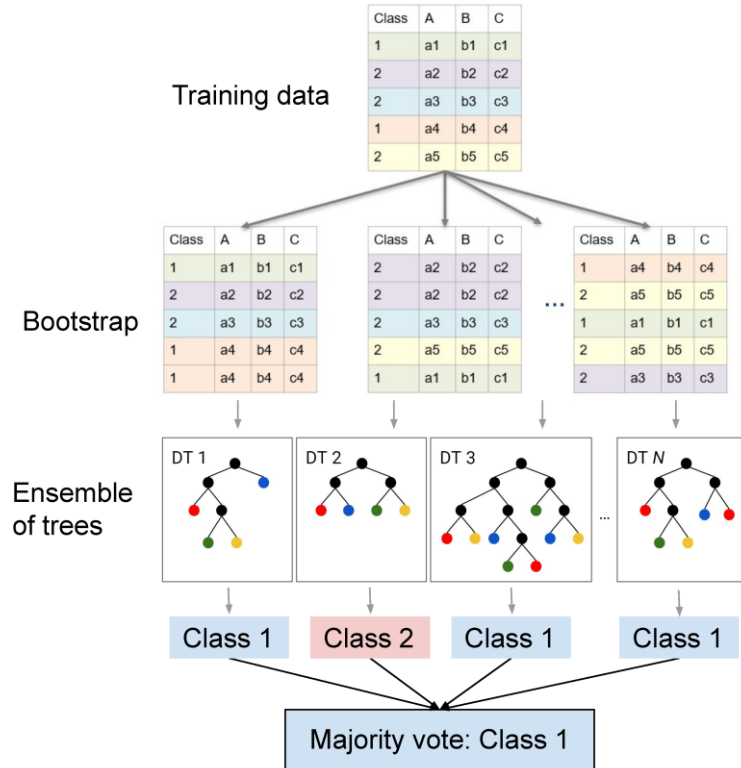 Class A B C
1 a1 b1 c1
2 a2 b2 c2
Training data
2 a3 b3 c3
1 a4 b4 c4
2 a5 b5 c5
Class A B C
1 a1 b1 c1
2 a2 b2 c2
2 a3 b3 c3
1 a4 b4 c4
1 a4 b4 c4
Class A B C
2 a2 b2 c2
2 a2 b2 c2
2 a3 b3 c3
2 a5 b5 c5
1 a1 b1 c1
...
Class A B C
1 a4 b4 c4
2 a5 b5 c5
1 a1 b1 c1
2 a5 b5 c5
2 a3 b3 c3
Bootstrap
Ensemble
of trees
DT 1
DT 2
DT 3
...
DT N
Class 1
Class 2
Class 1
Class 1
Majority vote: Class 1